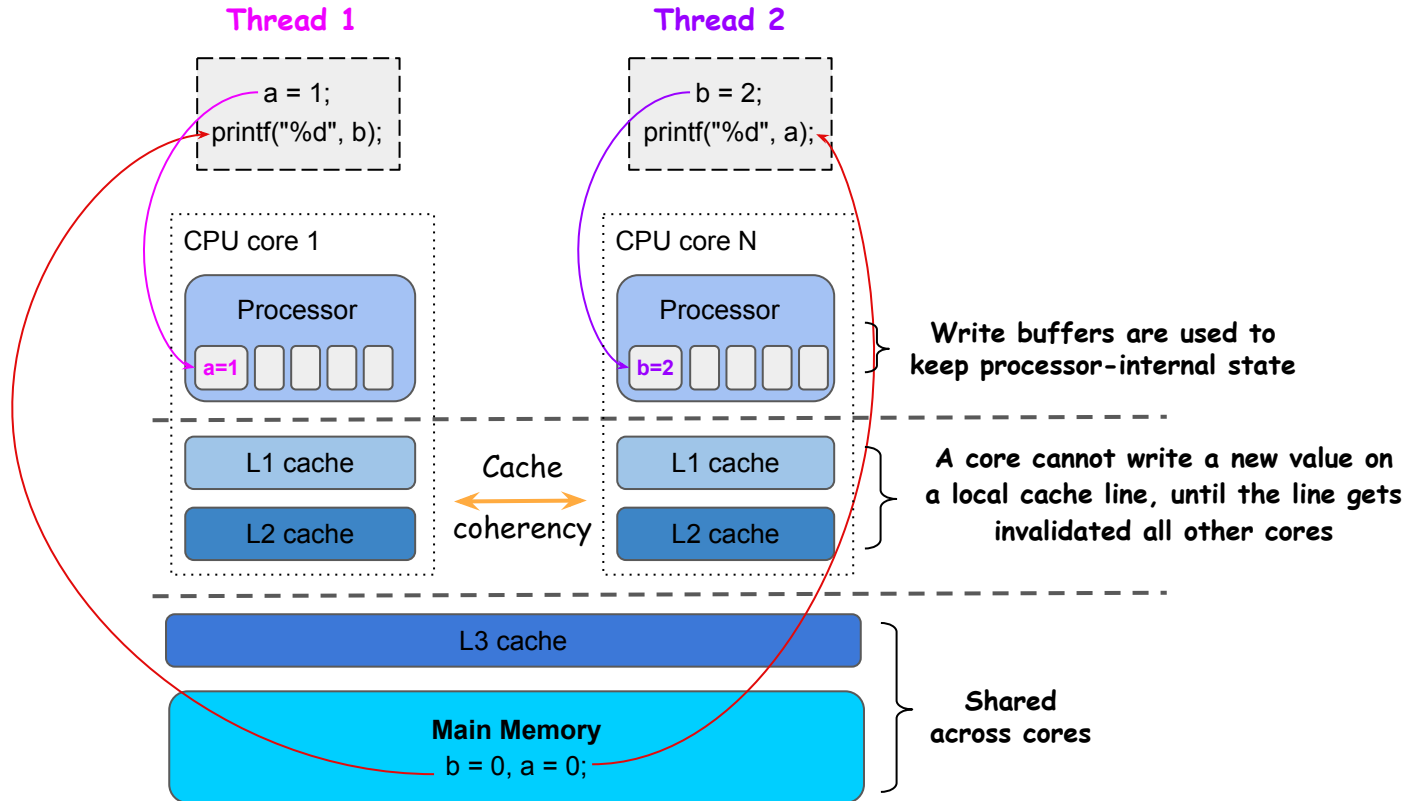 Thread 1
Thread 2
a = 1;
printf("%d", b);
b = 2;
printf("%d", a);
CPU core 1
CPU core N
Processor
Processor
a=1
b=2
Write buffers are used to
keep processor-internal state
L1 cache
L2 cache
Cache
coherency
L1 cache
L2 cache
A core cannot write a new value on
a local cache line, until the line gets
invalidated all other cores
L3 cache
Main Memory
b = 0, a = 0;
Shared
across cores